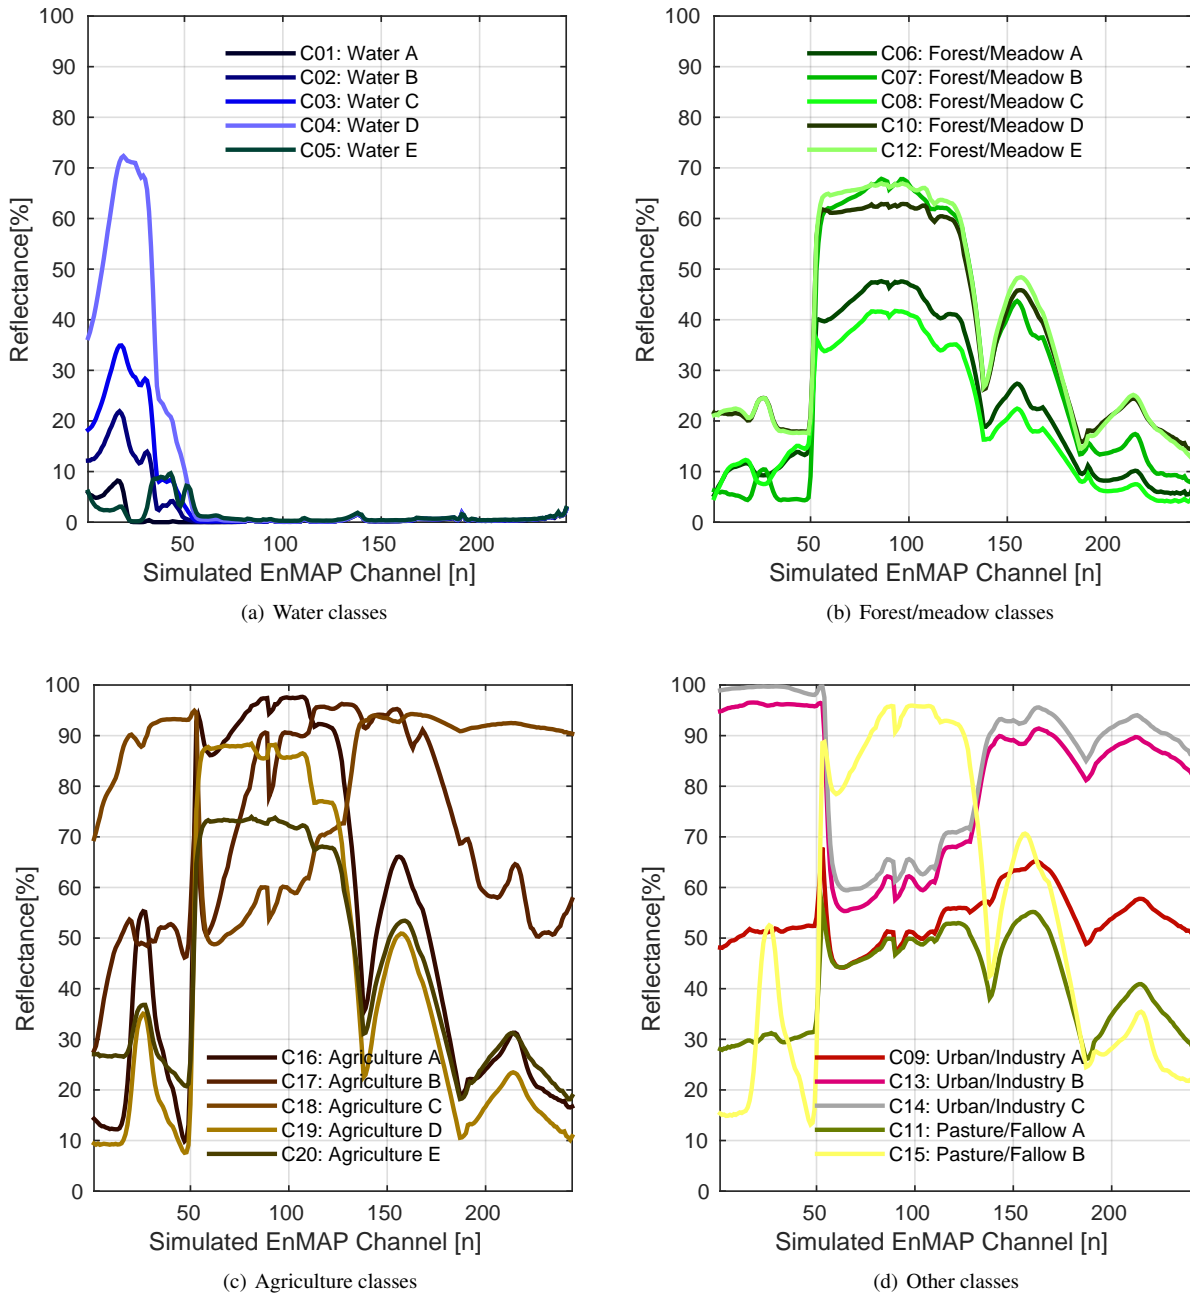 100
90
80
70
60
50
40
30
20
10
0
Reflectance[%]
C01: Water A
C02: Water B
C03: Water C
C04: Water D
C05: Water E
50
100
150
200
Simulated EnMAP Channel [n]
(a) Water classes
100
90
80
70
60
50
40
30
20
10
0
Reflectance[%]
C06: Forest/Meadow A
C07: Forest/Meadow B
C08: Forest/Meadow C
C10: Forest/Meadow D
C12: Forest/Meadow E
50
100
150
200
Simulated EnMAP Channel [n]
(b) Forest/meadow classes
100
90
80
70
60
50
40
30
20
10
0
Reflectance[%]
C16: Agriculture A
C17: Agriculture B
C18: Agriculture C
C19: Agriculture D
C20: Agriculture E
50
100
150
200
Simulated EnMAP Channel [n]
(c) Agriculture classes
100
90
80
70
60
50
40
30
20
10
0
Reflectance[%]
C09: Urban/Industry A
C13: Urban/Industry B
C14: Urban/Industry C
C11: Pasture/Fallow A
C15: Pasture/Fallow B
50
100
150
200
Simulated EnMAP Channel [n]
(d) Other classes